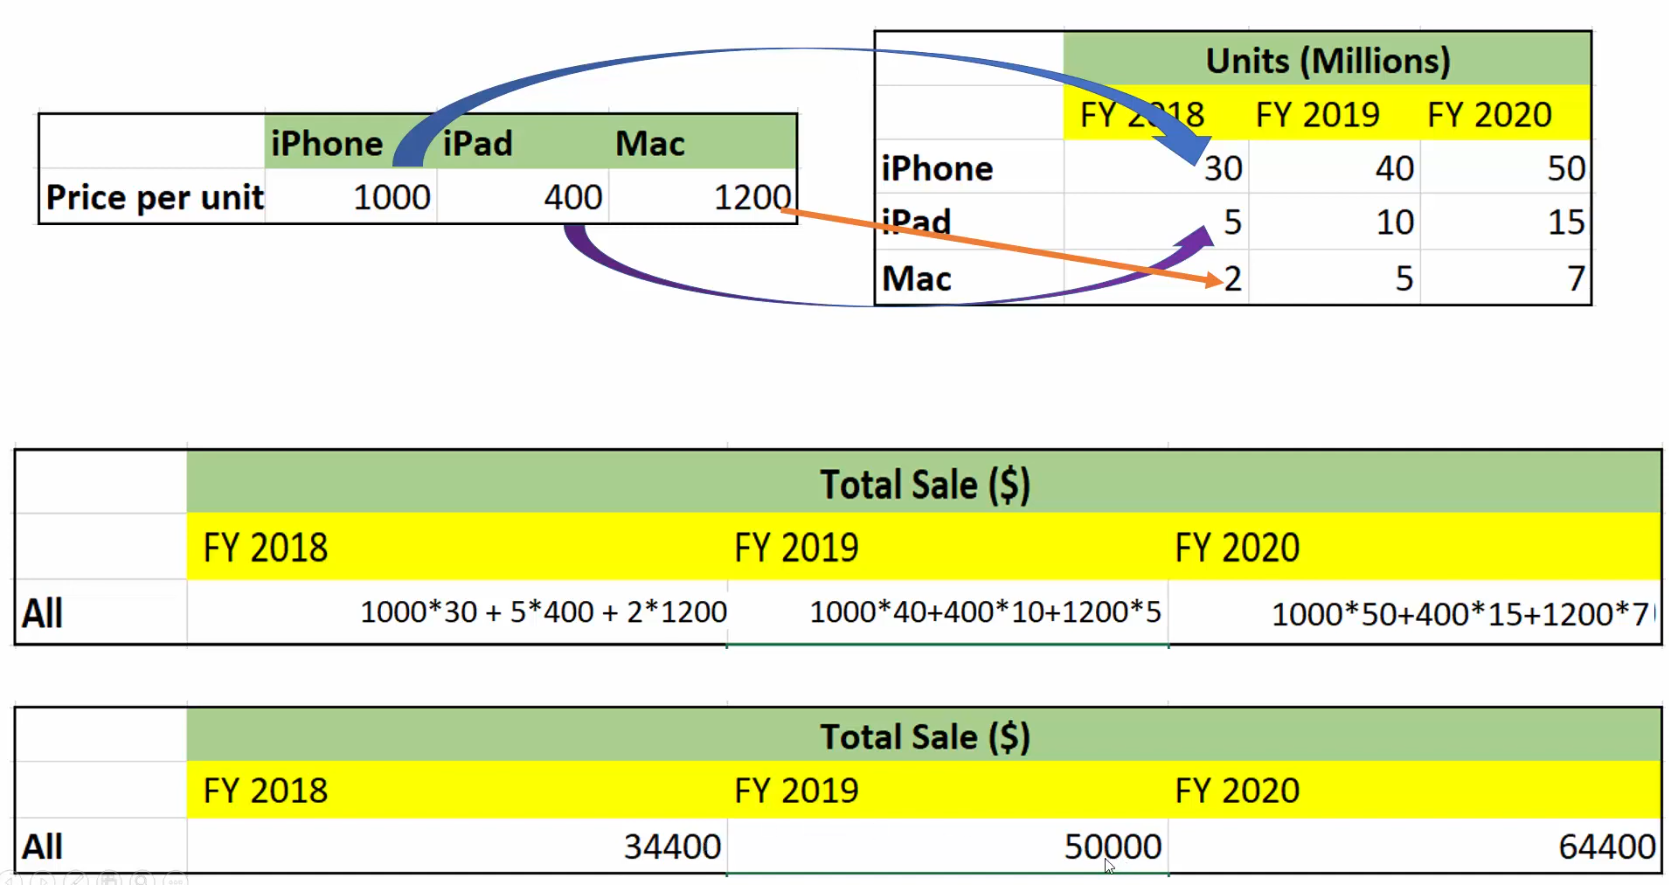 iPhone iPad Mac
Price per unit 1000 400 1200
Units (Millions)
FY 2018 FY 2019 FY 2020
iPhone 30 40 50
iPad 5 10 15
Mac 2 5 7
Total Sale ($)
FY 2018 FY 2019 FY 2020
All 1000*30 + 5*400 + 2*1200 1000*40+400*10+1200*5 1000*50+400*15+1200*7
Total Sale ($)
FY 2018 FY 2019 FY 2020
All 34400 50000 64400